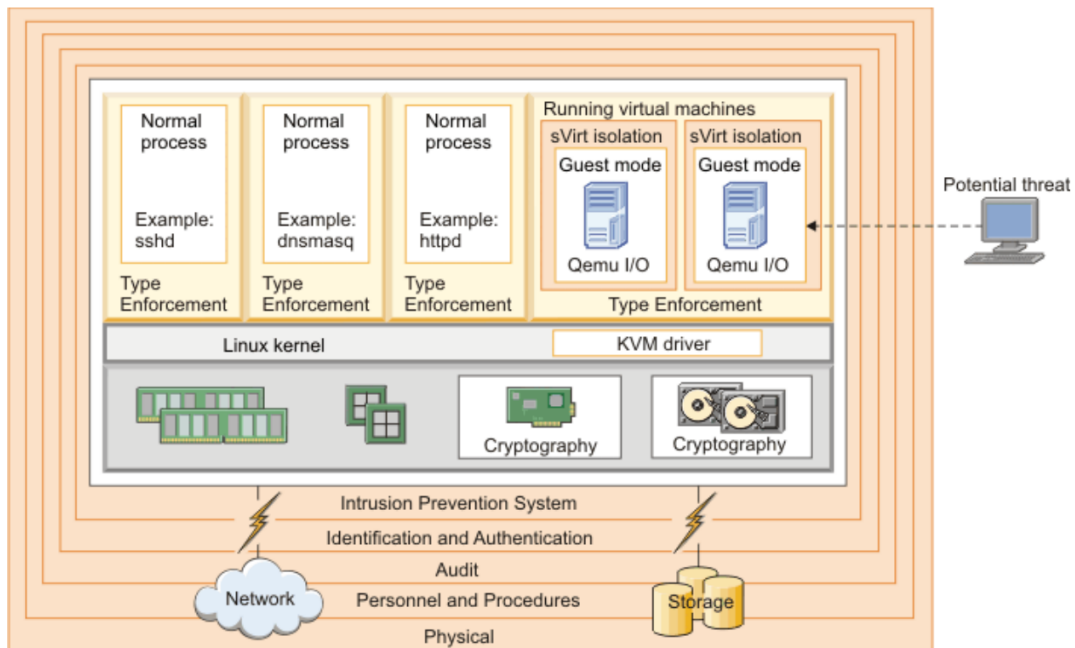 Normal
process
Example:
sshd
Type
Enforcement
Normal
process
Example:
dnsmasq
Type
Enforcement
Normal
process
Example:
httpd
Type
Enforcement
Running virtual machines
sVirt isolation
Guest mode
Qemu I/O
sVirt isolation
Guest mode
Qemu I/O
Type Enforcement
Potential threat
Linux kernel
KVM driver
Cryptography
Cryptography
Intrusion Prevention System
Identification and Authentication
Audit
Network
Personnel and Procedures
Storage
Physical